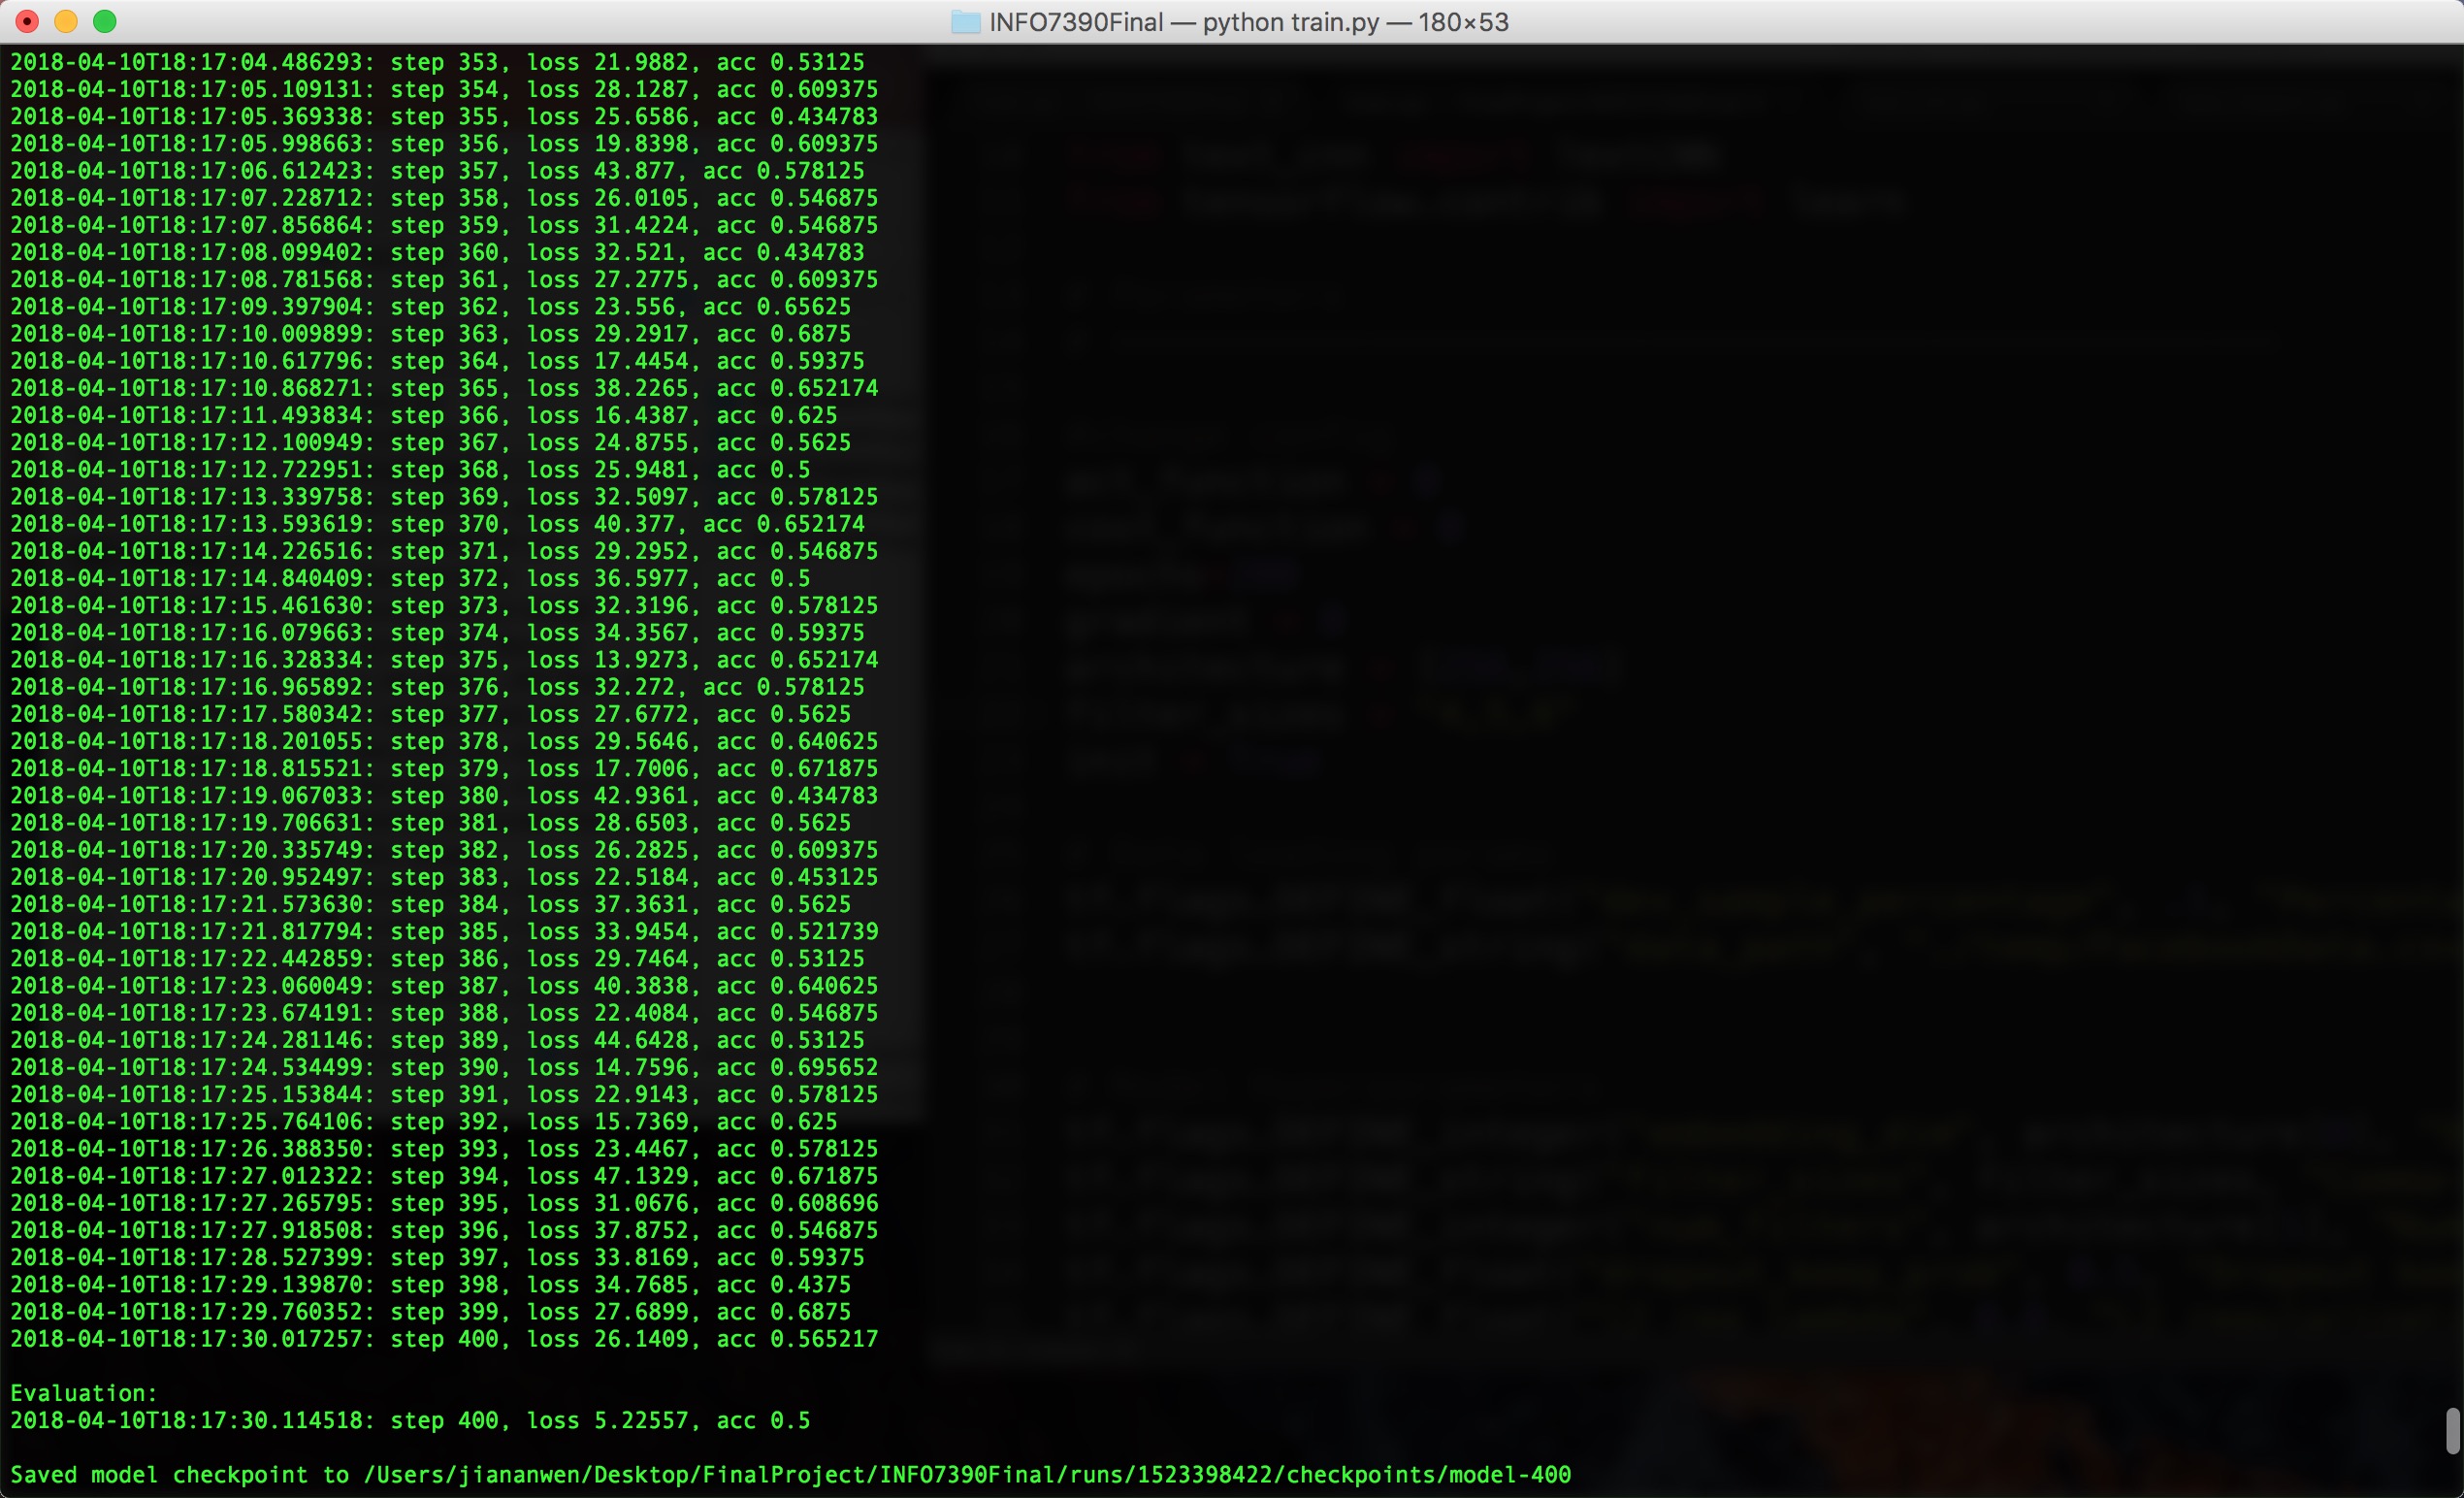 INFO7390Final — python train.py — 180×53
2018-04-10T18:17:04.486293: step 353, loss 21.9882, acc 0.53125
2018-04-10T18:17:05.109131: step 354, loss 28.1287, acc 0.609375
2018-04-10T18:17:05.369338: step 355, loss 25.6586, acc 0.434783
2018-04-10T18:17:05.998663: step 356, loss 19.8398, acc 0.609375
2018-04-10T18:17:06.612423: step 357, loss 43.877, acc 0.578125
2018-04-10T18:17:07.228712: step 358, loss 26.0105, acc 0.546875
2018-04-10T18:17:07.856864: step 359, loss 31.4224, acc 0.546875
2018-04-10T18:17:08.099402: step 360, loss 32.521, acc 0.434783
2018-04-10T18:17:08.781568: step 361, loss 27.2775, acc 0.609375
2018-04-10T18:17:09.397904: step 362, loss 23.556, acc 0.65625
2018-04-10T18:17:10.009899: step 363, loss 29.2917, acc 0.6875
2018-04-10T18:17:10.617796: step 364, loss 17.4454, acc 0.59375
2018-04-10T18:17:10.868271: step 365, loss 38.2265, acc 0.652174
2018-04-10T18:17:11.493834: step 366, loss 16.4387, acc 0.625
2018-04-10T18:17:12.100949: step 367, loss 24.8755, acc 0.5625
2018-04-10T18:17:12.722951: step 368, loss 25.9481, acc 0.5
2018-04-10T18:17:13.339758: step 369, loss 32.5097, acc 0.578125
2018-04-10T18:17:13.593619: step 370, loss 40.377, acc 0.652174
2018-04-10T18:17:14.226516: step 371, loss 29.2952, acc 0.546875
2018-04-10T18:17:14.840409: step 372, loss 36.5977, acc 0.5
2018-04-10T18:17:15.461630: step 373, loss 32.3196, acc 0.578125
2018-04-10T18:17:16.079663: step 374, loss 34.3567, acc 0.59375
2018-04-10T18:17:16.328334: step 375, loss 13.9273, acc 0.652174
2018-04-10T18:17:16.965892: step 376, loss 32.272, acc 0.578125
2018-04-10T18:17:17.580342: step 377, loss 27.6772, acc 0.5625
2018-04-10T18:17:18.201055: step 378, loss 29.5646, acc 0.640625
2018-04-10T18:17:18.815521: step 379, loss 17.7006, acc 0.671875
2018-04-10T18:17:19.067033: step 380, loss 42.9361, acc 0.434783
2018-04-10T18:17:19.706631: step 381, loss 28.6503, acc 0.5625
2018-04-10T18:17:20.335749: step 382, loss 26.2825, acc 0.609375
2018-04-10T18:17:20.952497: step 383, loss 22.5184, acc 0.453125
2018-04-10T18:17:21.573630: step 384, loss 37.3631, acc 0.5625
2018-04-10T18:17:21.817794: step 385, loss 33.9454, acc 0.521739
2018-04-10T18:17:22.442859: step 386, loss 29.7464, acc 0.53125
2018-04-10T18:17:23.060049: step 387, loss 40.3838, acc 0.640625
2018-04-10T18:17:23.674191: step 388, loss 22.4084, acc 0.546875
2018-04-10T18:17:24.281146: step 389, loss 44.6428, acc 0.53125
2018-04-10T18:17:24.534499: step 390, loss 14.7596, acc 0.695652
2018-04-10T18:17:25.153844: step 391, loss 22.9143, acc 0.578125
2018-04-10T18:17:25.764106: step 392, loss 15.7369, acc 0.625
2018-04-10T18:17:26.388350: step 393, loss 23.4467, acc 0.578125
2018-04-10T18:17:27.012322: step 394, loss 47.1329, acc 0.671875
2018-04-10T18:17:27.265795: step 395, loss 31.0676, acc 0.608696
2018-04-10T18:17:27.918508: step 396, loss 37.8752, acc 0.546875
2018-04-10T18:17:28.527399: step 397, loss 33.8169, acc 0.59375
2018-04-10T18:17:29.139870: step 398, loss 34.7685, acc 0.4375
2018-04-10T18:17:29.760352: step 399, loss 27.6899, acc 0.6875
2018-04-10T18:17:30.017257: step 400, loss 26.1409, acc 0.565217
Evaluation:
2018-04-10T18:17:30.114518: step 400, loss 5.22557, acc 0.5
Saved model checkpoint to /Users/jiananwen/Desktop/FinalProject/INFO7390Final/runs/1523398422/checkpoints/model-400